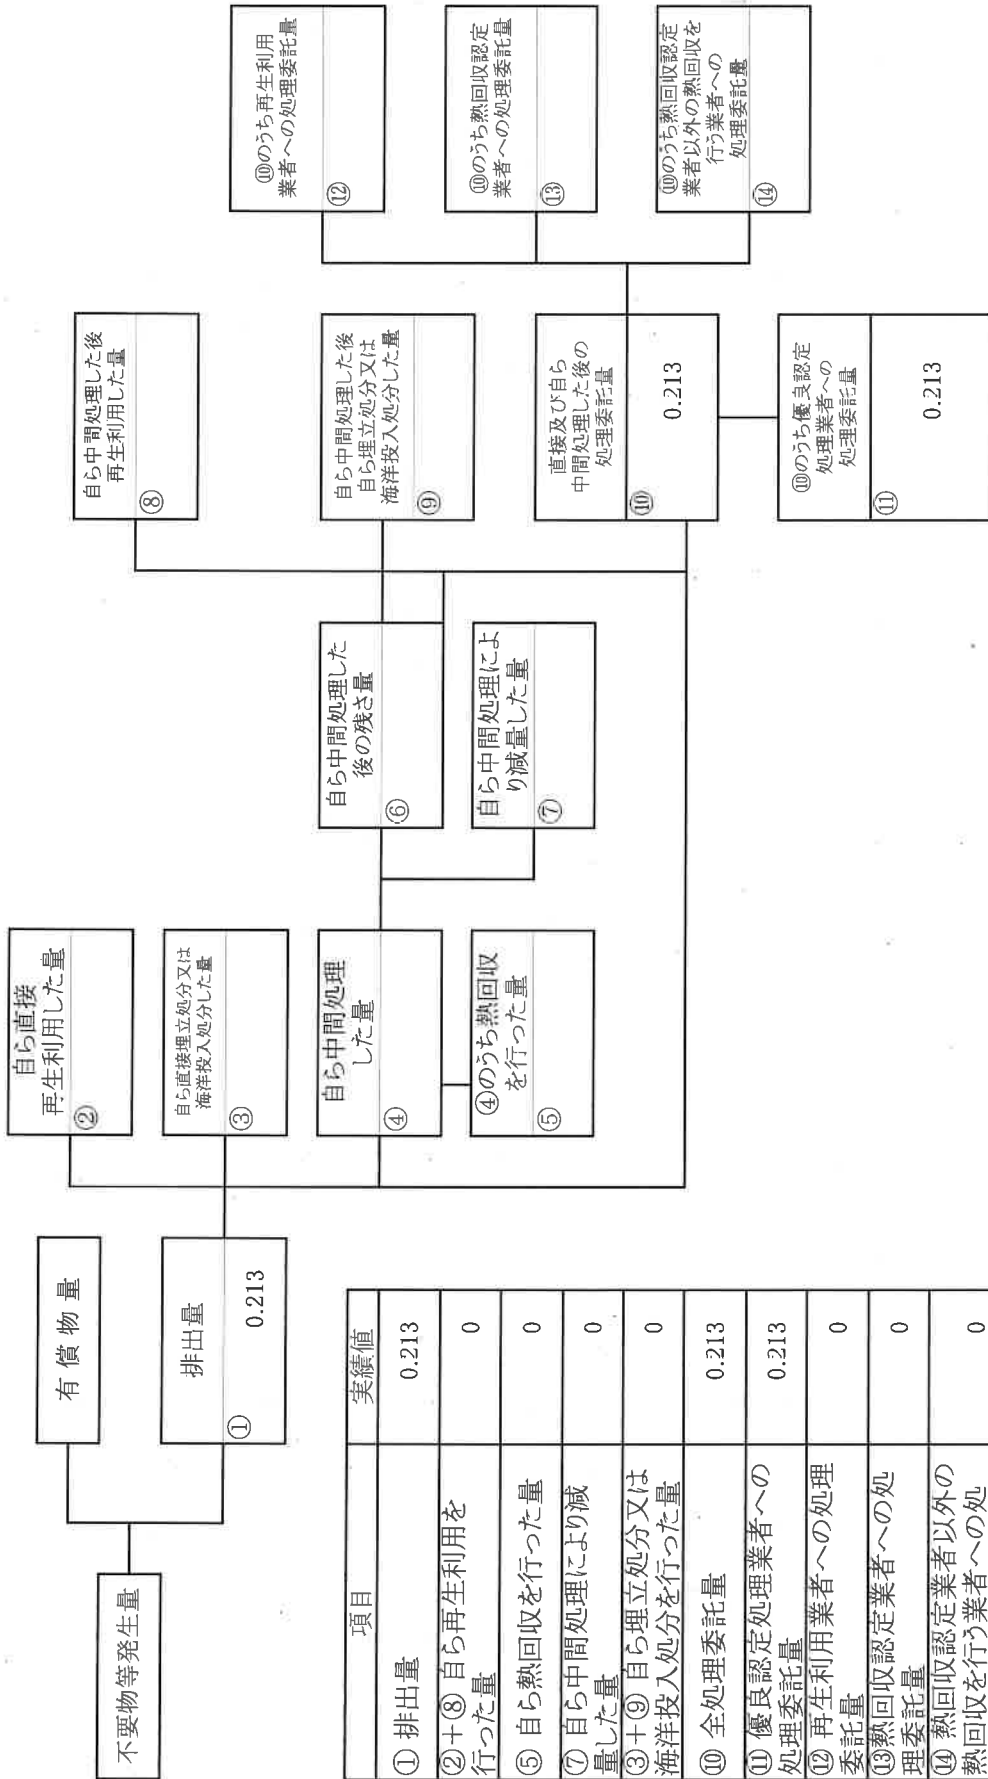 不要物等発生量
有償物量
排出量
①
0.213
自ら直接
再生利用した量
②
自ら直接埋立処分又は
海洋投入処分した量
③
自ら中間処理
した量
④
④のうち熱回収
を行った量
⑤
自ら中間処理した
後の残さ量
⑥
自ら中間処理によ
り減量した量
⑦
自ら中間処理した後
再生利用した量
⑧
自ら中間処理した後
自ら埋立処分又は
海洋投入処分した量
⑨
直接及び自ら
中間処理した後の
処理委託量
⑩
0.213
⑩のうち優良認定
処理業者への
処理委託量
⑪
0.213
⑩のうち再生利用
業者への処理委託量
⑫
⑩のうち熱回収認定
業者への処理委託量
⑬
⑩のうち熱回収認定
業者以外の熱回収を
行う業者への
処理委託量
⑭
項目 実績値
① 排出量 0.213
②+⑧ 自ら再生利用を
行った量 0
⑤ 自ら熱回収を行った量 0
⑦ 自ら中間処理により減
量した量 0
③+⑨ 自ら埋立処分又は
海洋投入処分を行った量 0
⑩ 全処理委託量 0.213
⑪ 優良認定処理業者への
処理委託量 0.213
⑫ 再生利用業者への処理
委託量 0
⑬熱回収認定業者への処
理委託量 0
⑭ 熱回収認定業者以外の
熱回収を行う業者への処 0